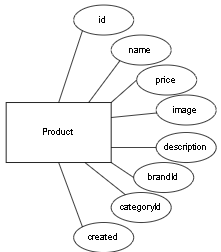 id
name
price
image
Product
description
brandId
categoryId
created